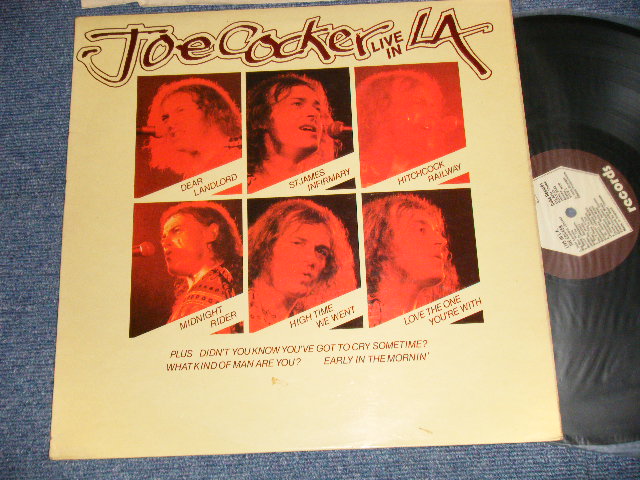 Joe Cocker LIVE IN LA
DEAR LANDLORD
ST. JAMES INFIRMARY
HITCHCOCK RAILWAY
MIDNIGHT RIDER
HIGH TIME WE WENT
LOVE THE ONE YOU'RE WITH
PLUS DIDN'T YOU KNOW YOU'VE GOT TO CRY SOMETIME?
WHAT KIND OF MAN ARE YOU? EARLY IN THE MORNIN'
records